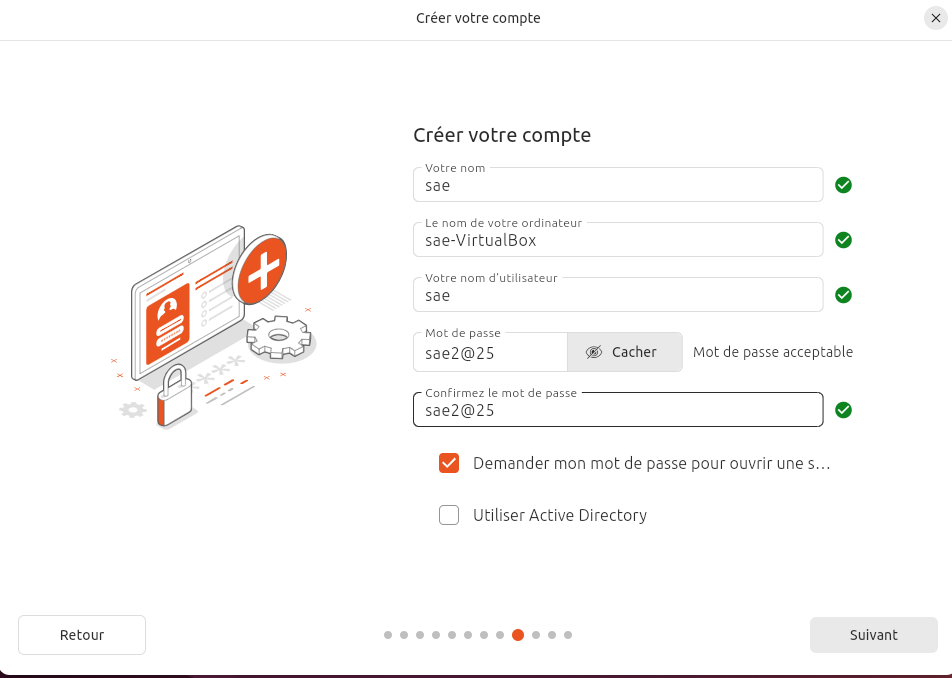 Créer votre compte
Créer votre compte
Votre nom
sae
Le nom de votre ordinateur
sae-VirtualBox
Votre nom d'utilisateur
sae
Mot de passe
sae2@25
Cacher
Mot de passe acceptable
Confirmez le mot de passe
sae2@25
Demander mon mot de passe pour ouvrir une s…
Utiliser Active Directory
Retour
Suivant